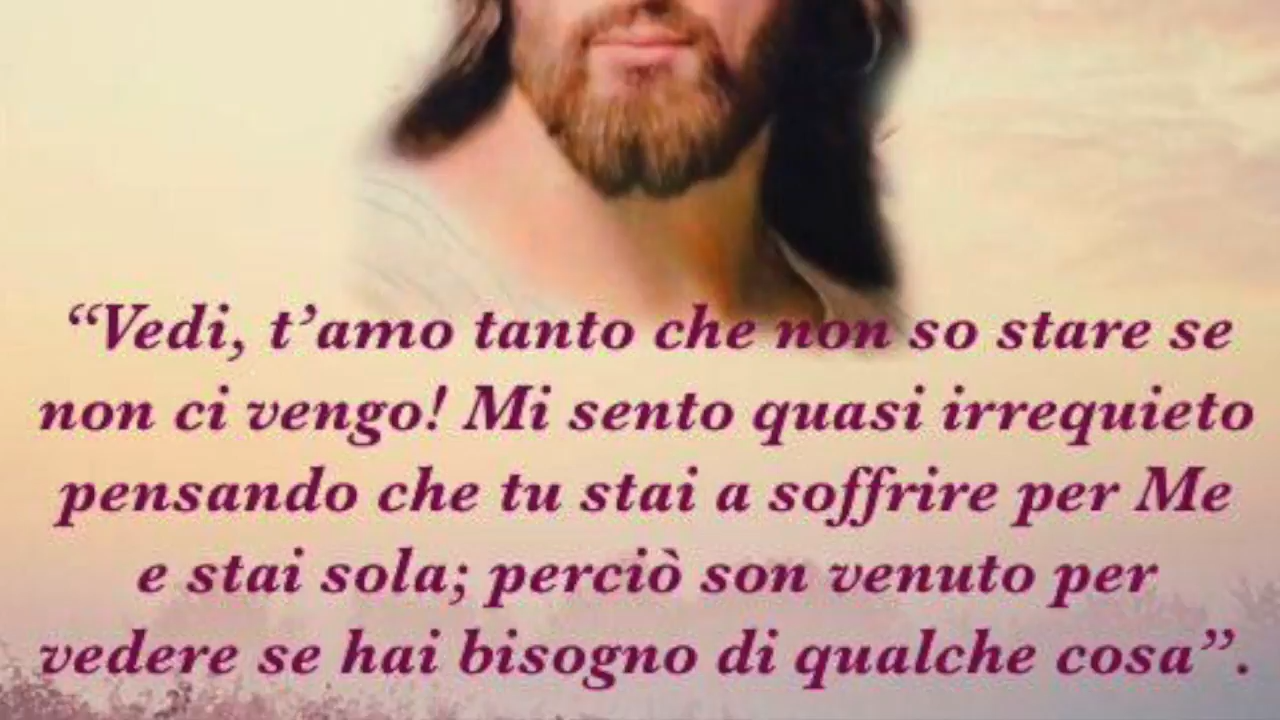 “Vedi, t’amo tanto che non so stare se
non ci vengo! Mi sento quasi irrequieto
pensando che tu stai a soffrire per Me
e stai sola; perciò son venuto per
vedere se hai bisogno di qualche cosa”.